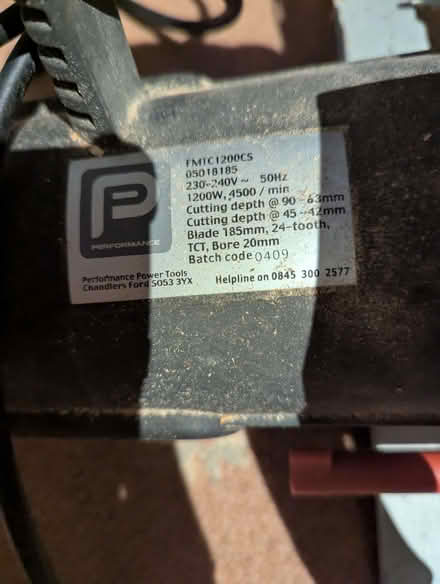 P
PERFORMANCE
FMTC1200CS
05018185
230~240V ~ 50Hz
1200W, 4500 / min
Cutting depth @ 90 -63mm
Cutting depth @ 45 -42mm
Blade 185mm, 24-tooth,
TCT, Bore 20mm
Batch code 0409
Performance Power Tools
Chandlers Ford SO53 3YX
Helpline on 0845 300 2577